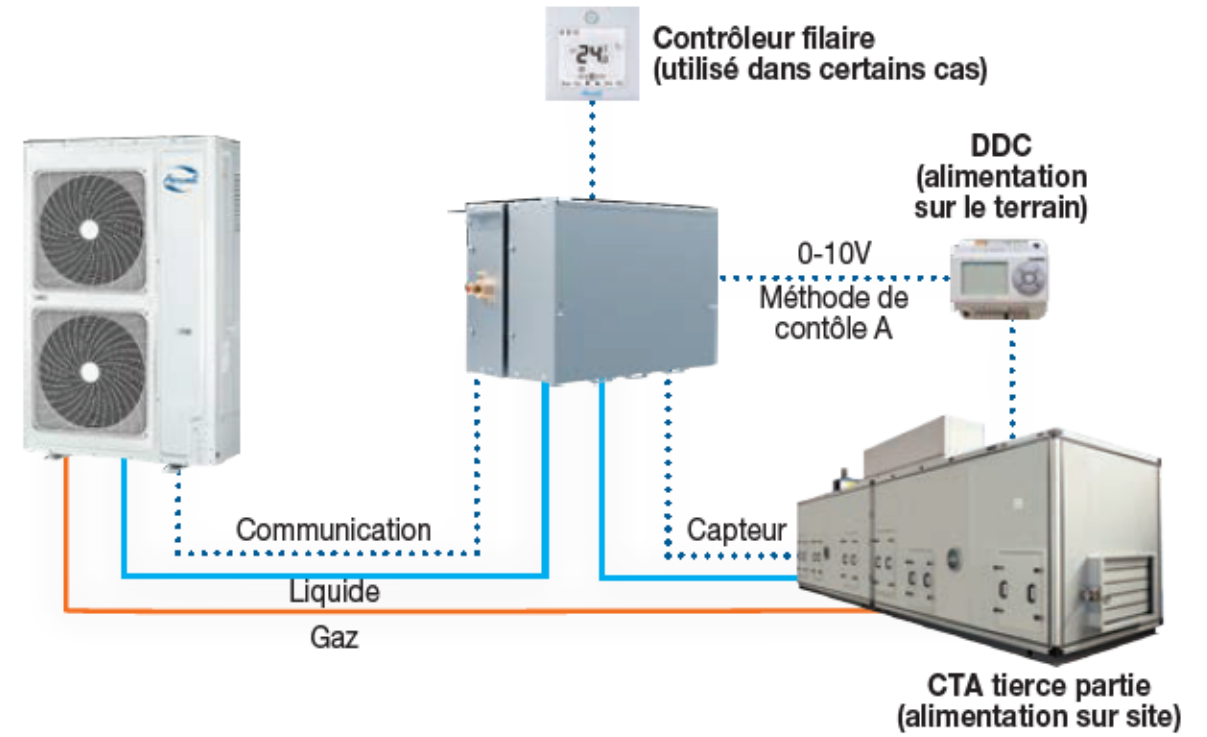 24
Contrôleur filaire
(utilisé dans certains cas)
DDC
(alimentation
sur le terrain)
0-10V
Méthode de
contôle A
Communication
Capteur
Liquide
Gaz
CTA tierce partie
(alimentation sur site)